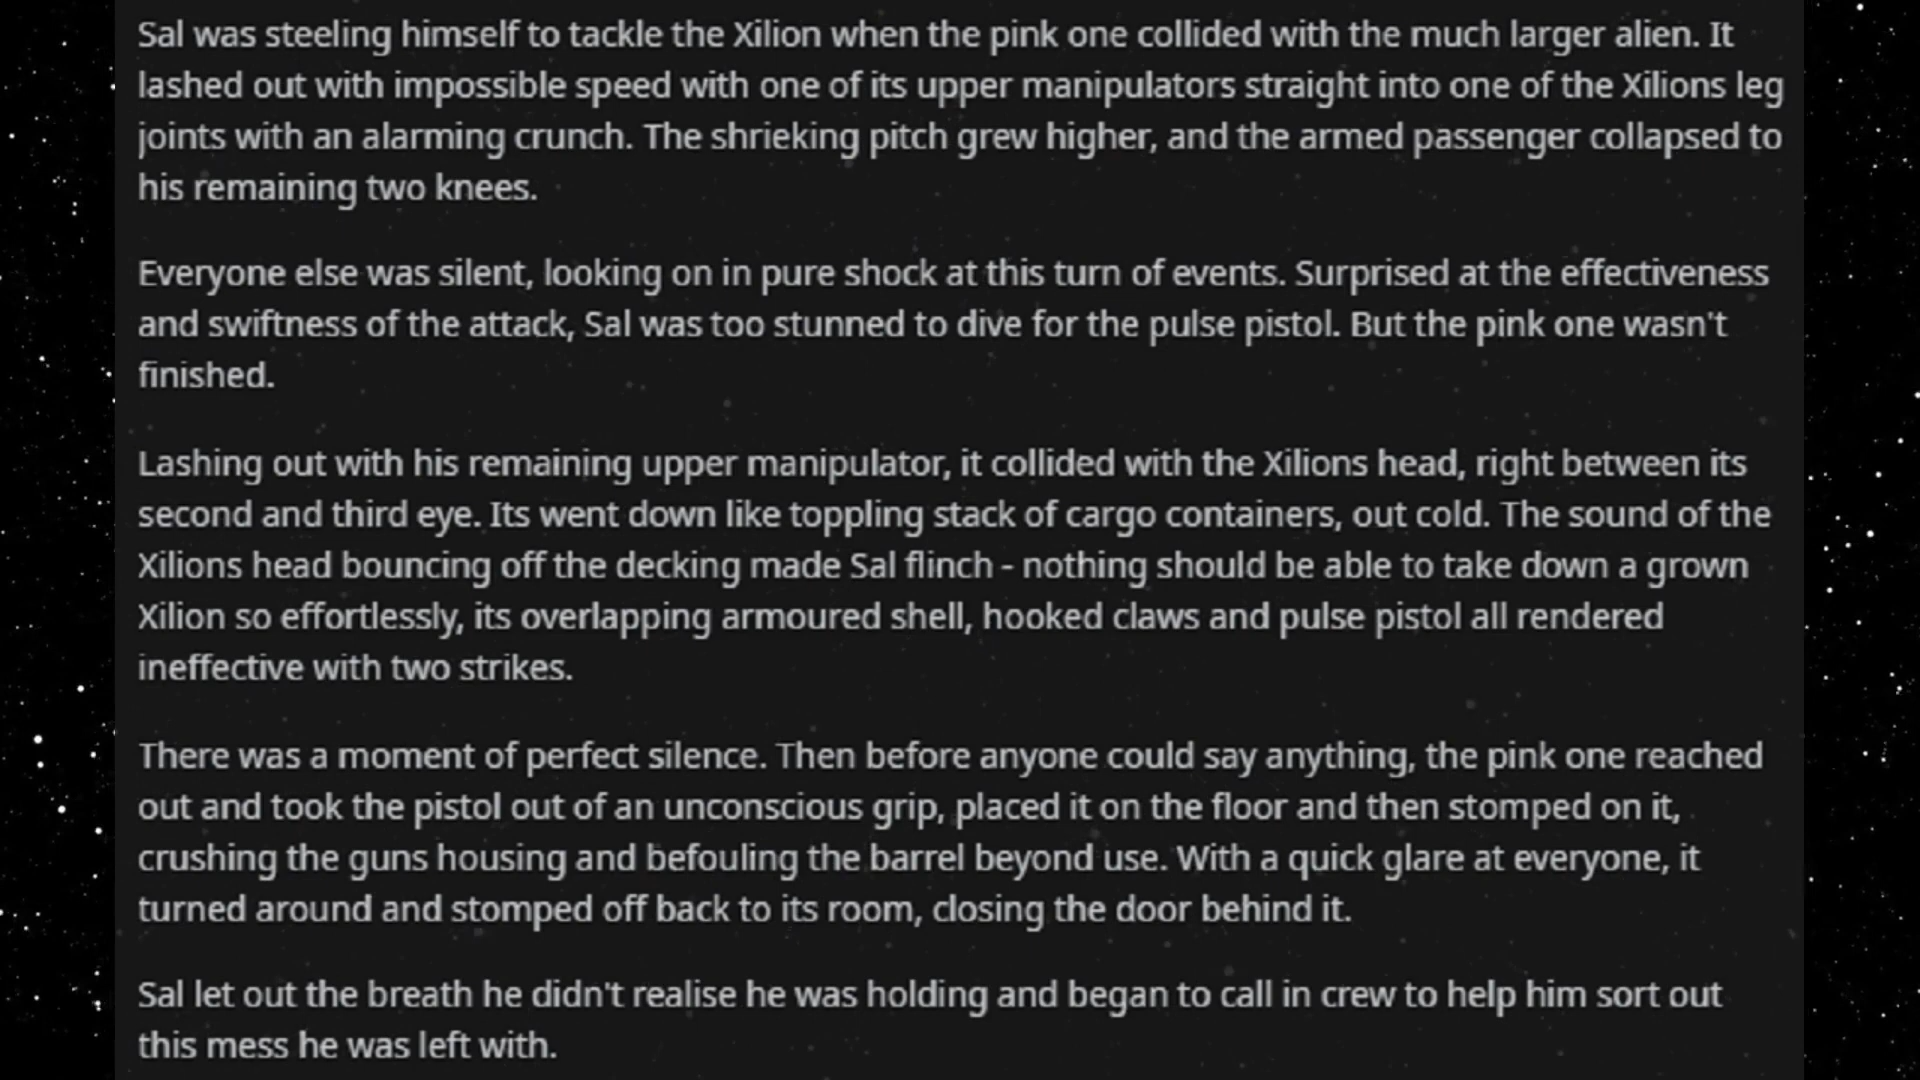 Sal was steeling himself to tackle the Xilion when the pink one collided with the much larger alien. It
lashed out with impossible speed with one of its upper manipulators straight into one of the Xilions leg
joints with an alarming crunch. The shrieking pitch grew higher, and the armed passenger collapsed to
his remaining two knees.
Everyone else was silent, looking on in pure shock at this turn of events. Surprised at the effectiveness
and swiftness of the attack, Sal was too stunned to dive for the pulse pistol. But the pink one wasn't
finished.
Lashing out with his remaining upper manipulator, it collided with the Xilions head, right between its
second and third eye. Its went down like toppling stack of cargo containers, out cold. The sound of the
Xilions head bouncing off the decking made Sal flinch - nothing should be able to take down a grown
Xilion so effortlessly, its overlapping armoured shell, hooked claws and pulse pistol all rendered
ineffective with two strikes.
There was a moment of perfect silence. Then before anyone could say anything, the pink one reached
out and took the pistol out of an unconscious grip, placed it on the floor and then stomped on it,
crushing the guns housing and befouling the barrel beyond use. With a quick glare at everyone, it
turned around and stomped off back to its room, closing the door behind it.
Sal let out the breath he didn't realise he was holding and began to call in crew to help him sort out
this mess he was left with.